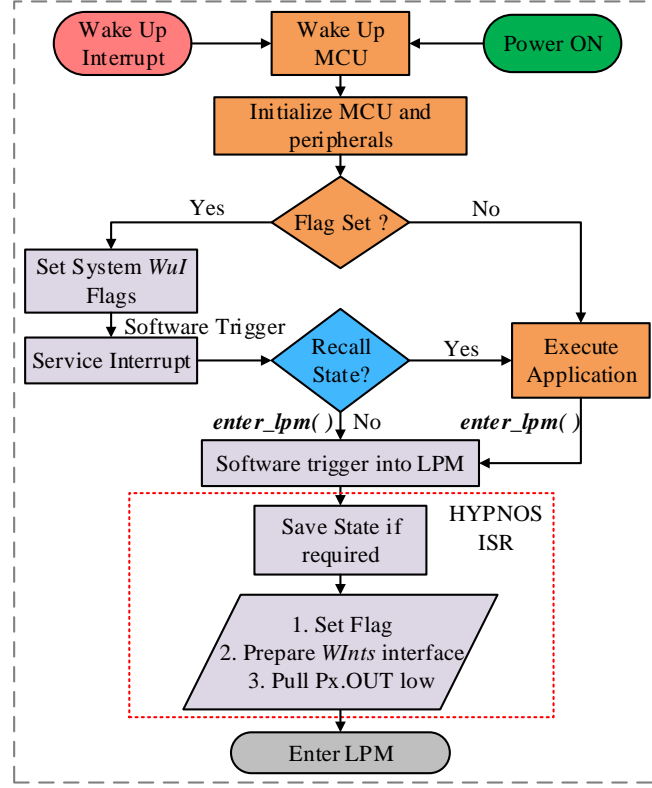 Wake Up
Interrupt
Wake Up
MCU
Power ON
Initialize MCU and
peripherals
Yes
Flag Set ?
No
Set System WuI
Flags
Software Trigger
Service Interrupt
Recall
State?
Yes
Execute
Application
enter_lpm( )
No
enter_lpm( )
Software trigger into LPM
HYPNOS
ISR
Save State if
required
1. Set Flag
2. Prepare WInts interface
3. Pull Px.OUT low
Enter LPM